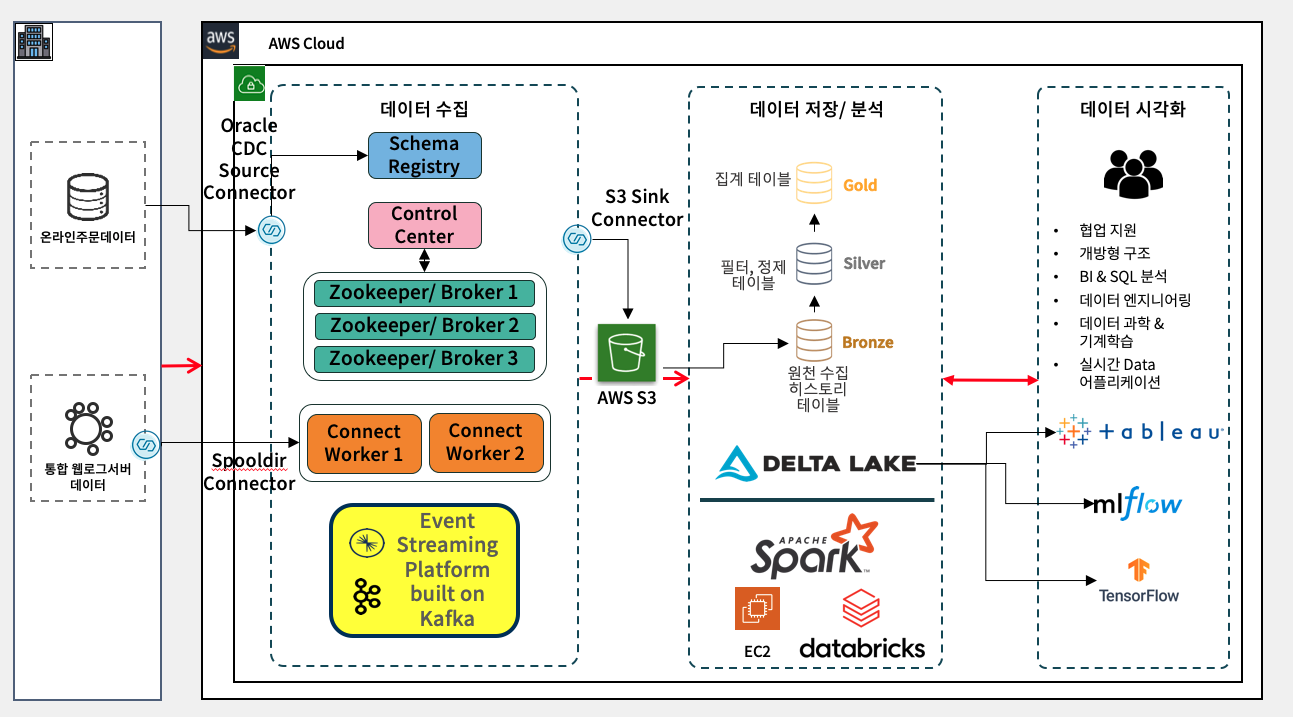 aws
AWS Cloud
온라인주문데이터
통합 웹로그서버
데이터
Oracle
CDC
Source
Connector
Spooldir
Connector
데이터 수집
Schema
Registry
Control
Center
Zookeeper/ Broker 1
Zookeeper/ Broker 2
Zookeeper/ Broker 3
Connect
Worker 1
Connect
Worker 2
Event
Streaming
Platform
built on
Kafka
S3 Sink
Connector
AWS S3
데이터 저장/ 분석
집계 테이블
Gold
필터, 정제
테이블
Silver
Bronze
원천 수집
히스토리
테이블
DELTA LAKE
APACHE
Spark™
EC2
databricks
데이터 시각화
• 협업 지원
• 개방형 구조
• BI & SQL 분석
• 데이터 엔지니어링
• 데이터 과학 &
기계학습
• 실시간 Data
어플리케이션
+ a b l e a u
mlflow
TensorFlow